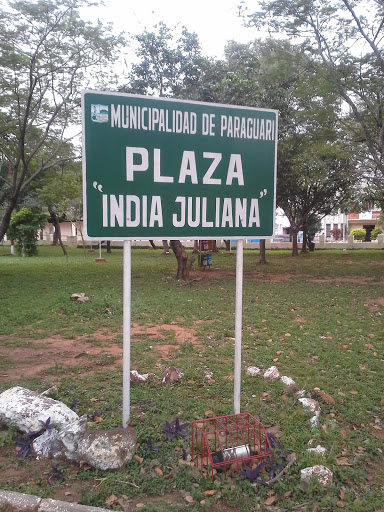 MUNICIPALIDAD DE PARAGUARI
PLAZA
"INDIA JULIANA"